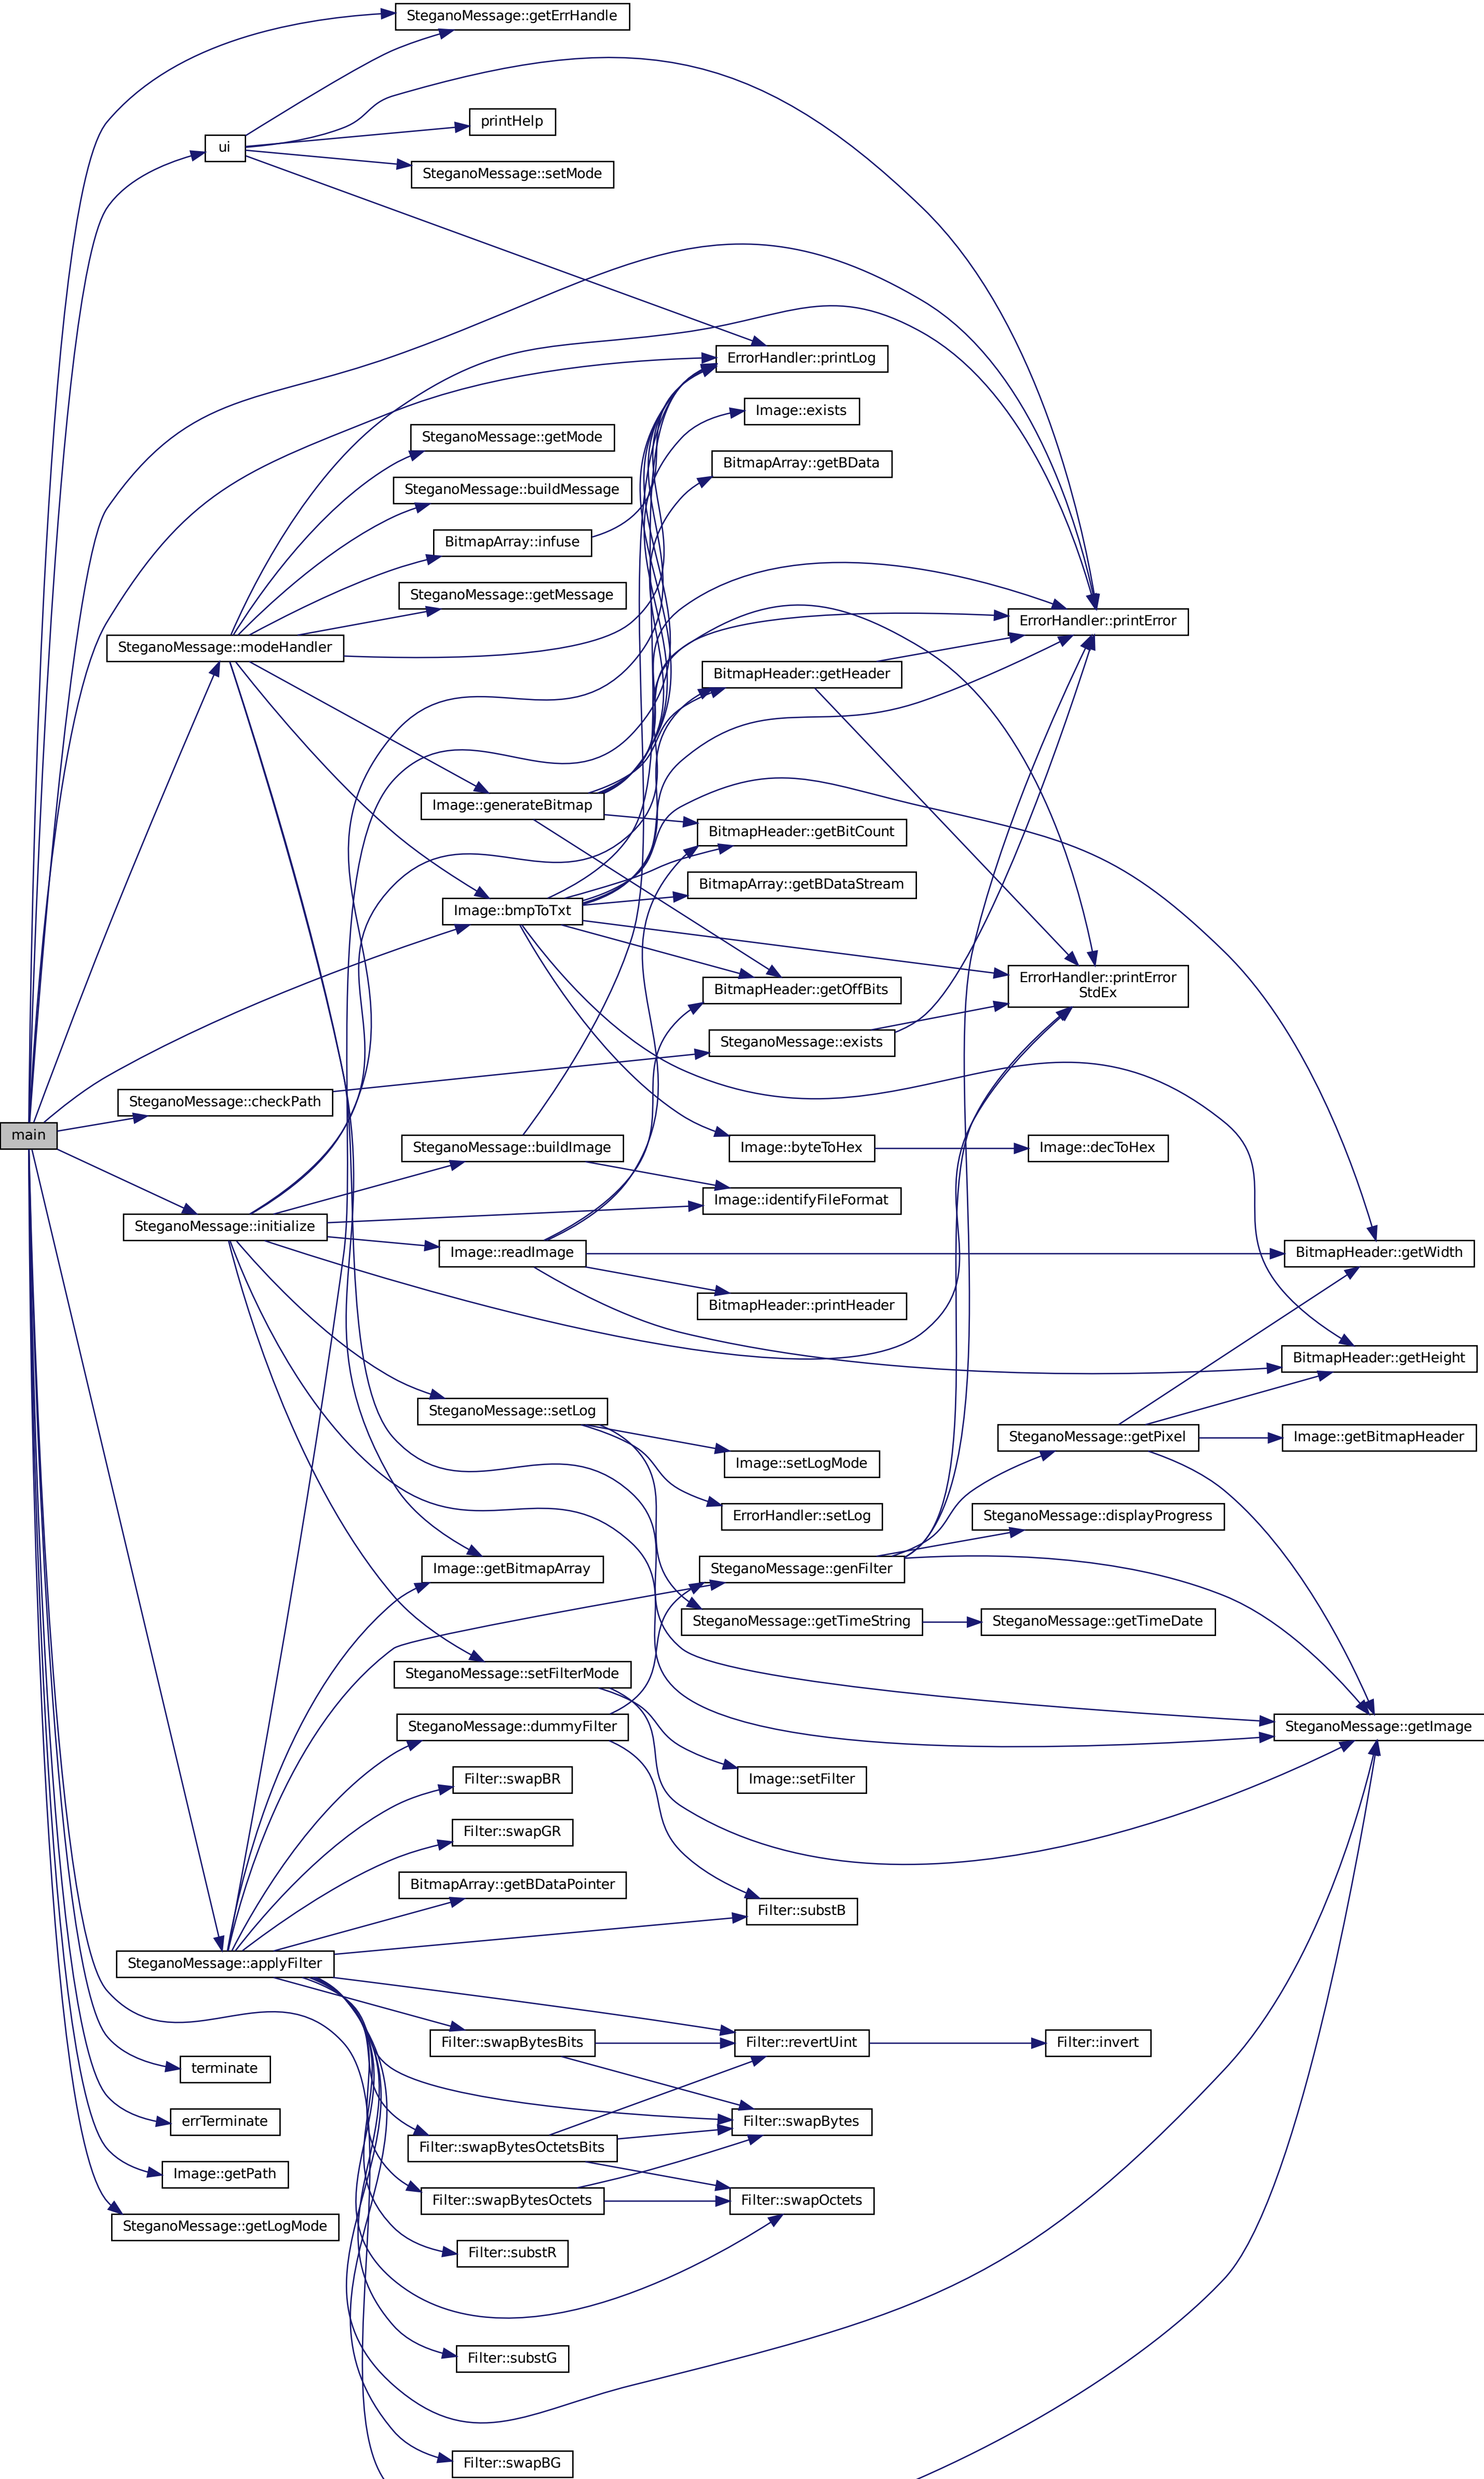 SteganoMessage::getErrHandle
printHelp
ui
SteganoMessage::setMode
ErrorHandler::printLog
Image::exists
SteganoMessage::getMode
BitmapArray::getBData
SteganoMessage::buildMessage
BitmapArray::infuse
SteganoMessage::getMessage
ErrorHandler::printError
SteganoMessage::modeHandler
BitmapHeader::getHeader
Image::generateBitmap
BitmapHeader::getBitCount
BitmapArray::getBDataStream
Image::bmpToTxt
ErrorHandler::printError
StdEx
BitmapHeader::getOffBits
SteganoMessage::exists
SteganoMessage::checkPath
main
SteganoMessage::buildImage
Image::byteToHex
Image::decToHex
Image::identifyFileFormat
SteganoMessage::initialize
Image::readImage
BitmapHeader::getWidth
BitmapHeader::printHeader
BitmapHeader::getHeight
SteganoMessage::setLog
SteganoMessage::getPixel
Image::getBitmapHeader
Image::setLogMode
ErrorHandler::setLog
SteganoMessage::displayProgress
Image::getBitmapArray
SteganoMessage::genFilter
SteganoMessage::getTimeString
SteganoMessage::getTimeDate
SteganoMessage::setFilterMode
SteganoMessage::dummyFilter
SteganoMessage::getImage
Filter::swapBR
Image::setFilter
Filter::swapGR
BitmapArray::getBDataPointer
Filter::substB
SteganoMessage::applyFilter
Filter::swapBytesBits
Filter::revertUint
Filter::invert
terminate
errTerminate
Filter::swapBytes
Filter::swapBytesOctetsBits
Image::getPath
Filter::swapBytesOctets
Filter::swapOctets
SteganoMessage::getLogMode
Filter::substR
Filter::substG
Filter::swapBG